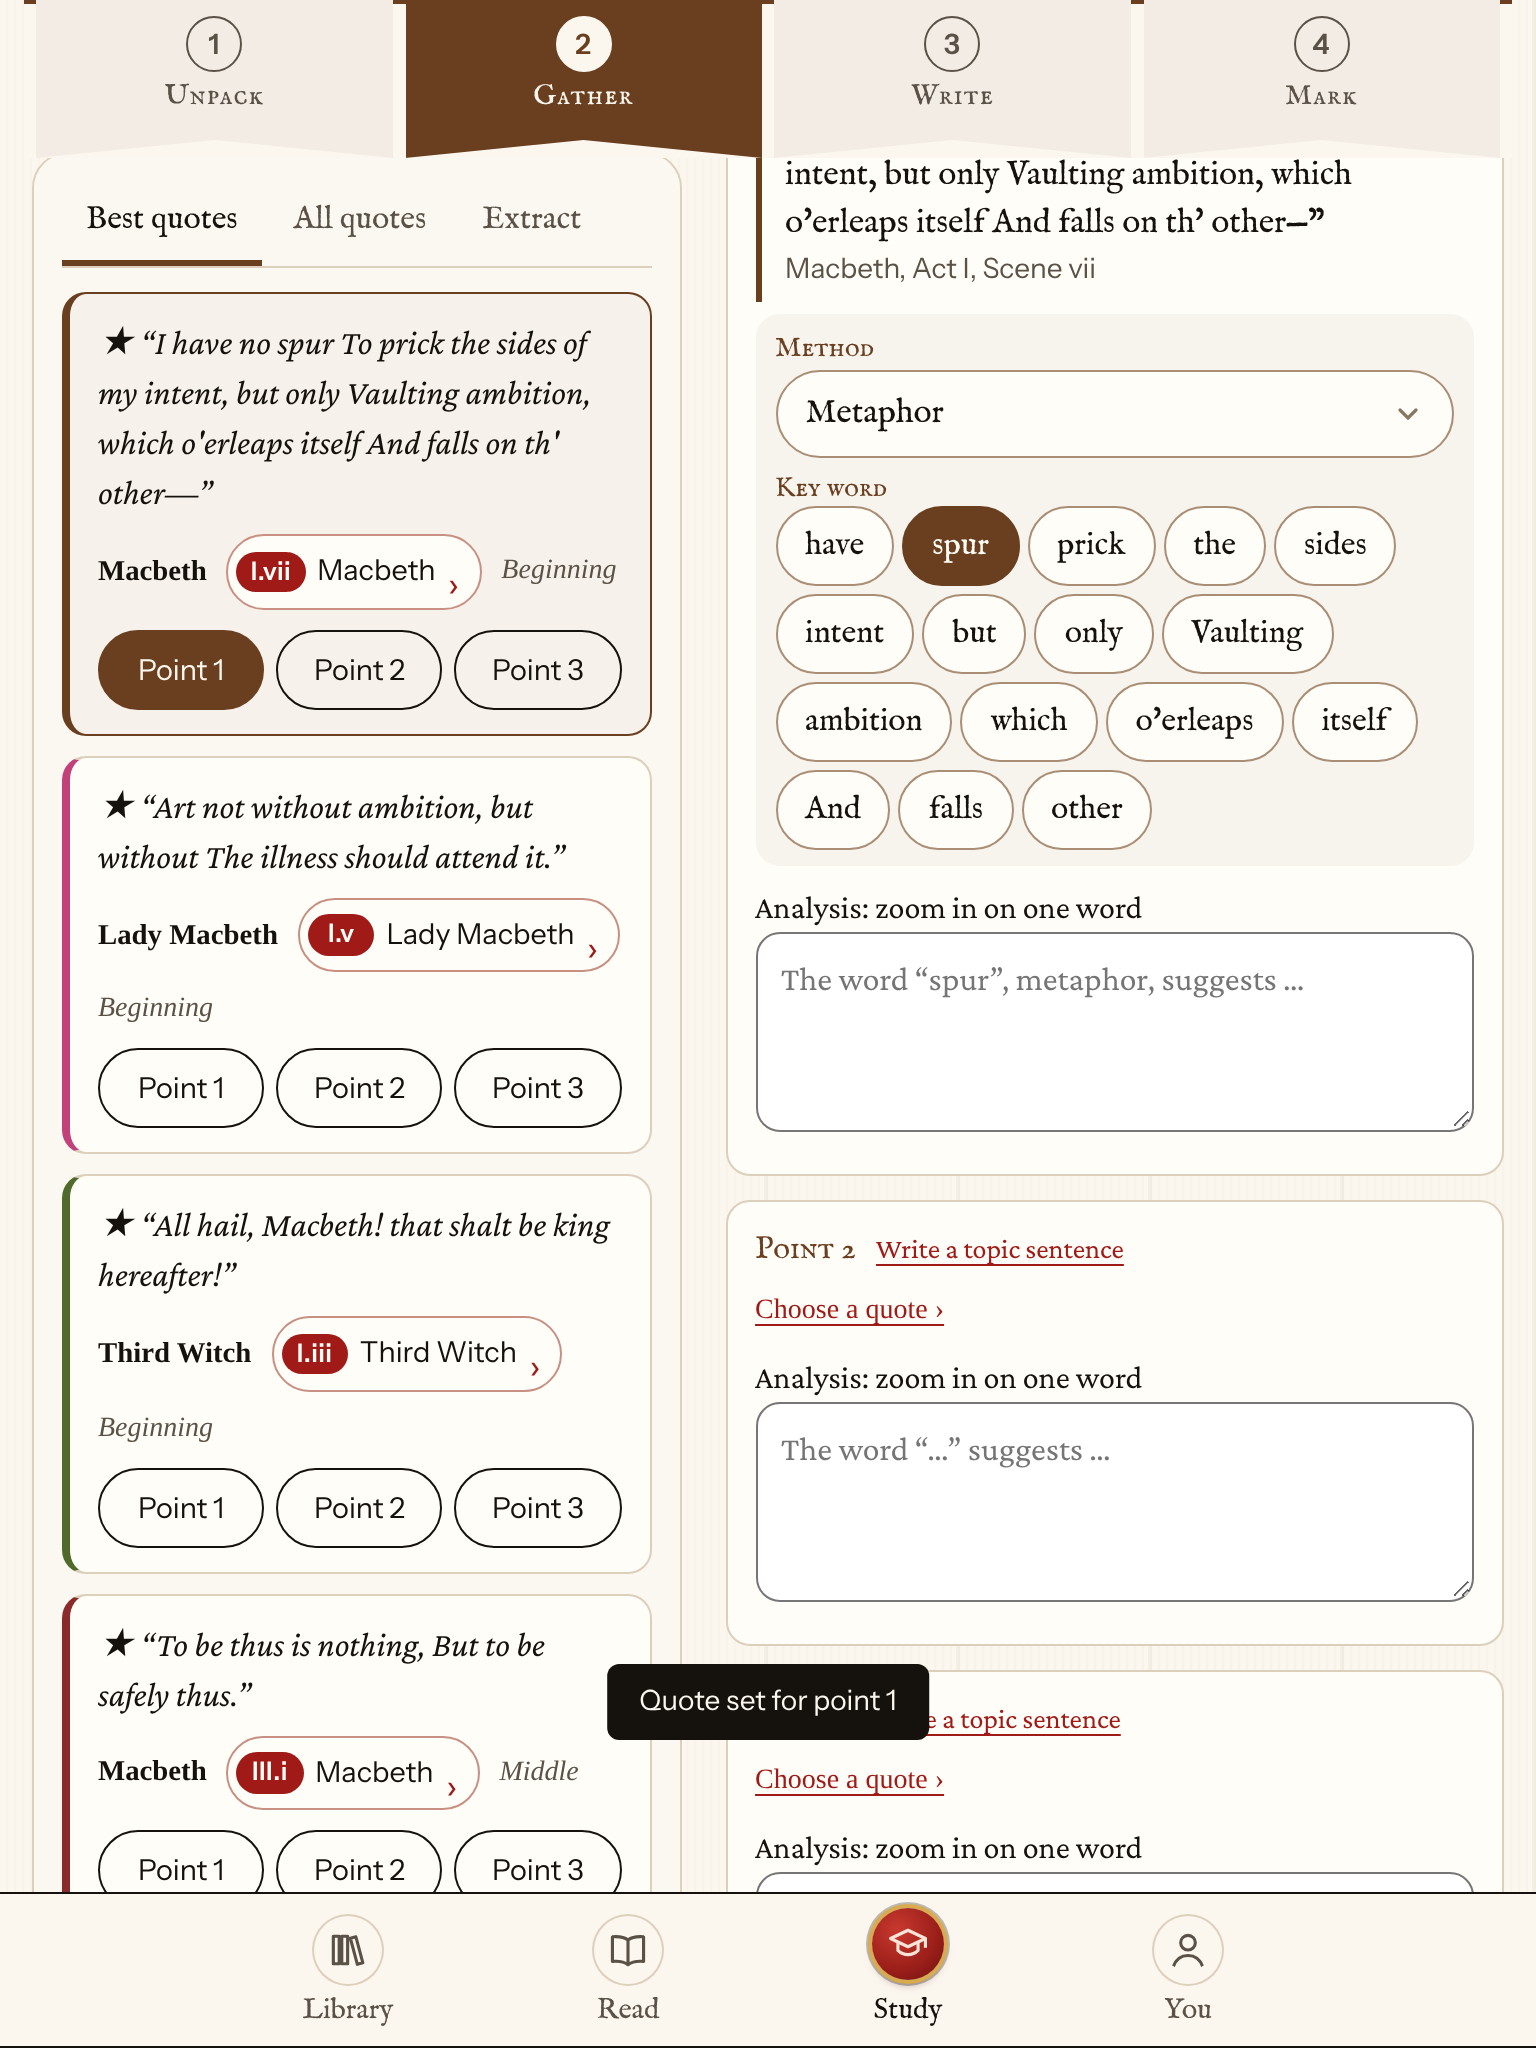 1
Unpack
2
Gather
3
Write
4
Mark
Best quotes
All quotes
Extract
★ “I have no spur To prick the sides of
my intent, but only Vaulting ambition,
which o'erleaps itself And falls on th'
other—”
Macbeth I.vii Macbeth › Beginning
Point 1 Point 2 Point 3
★ “Art not without ambition, but
without The illness should attend it.”
Lady Macbeth I.v Lady Macbeth ›
Beginning
Point 1 Point 2 Point 3
★ “All hail, Macbeth! that shalt be king
hereafter!”
Third Witch I.iii Third Witch ›
Beginning
Point 1 Point 2 Point 3
★ “To be thus is nothing, But to be
safely thus.”
Macbeth III.i Macbeth › Middle
Point 1 Point 2 Point 3
intent, but only Vaulting ambition, which
o’erleaps itself And falls on th’ other—”
Macbeth, Act I, Scene vii
Method
Metaphor
Key word
have spur prick the sides
intent but only Vaulting
ambition which o’erleaps itself
And falls other
Analysis: zoom in on one word
The word “spur”, metaphor, suggests …
Point 2 Write a topic sentence
Choose a quote ›
Analysis: zoom in on one word
The word “…” suggests …
Quote set for point 1
e a topic sentence
Choose a quote ›
Analysis: zoom in on one word
Library
Read
Study
You